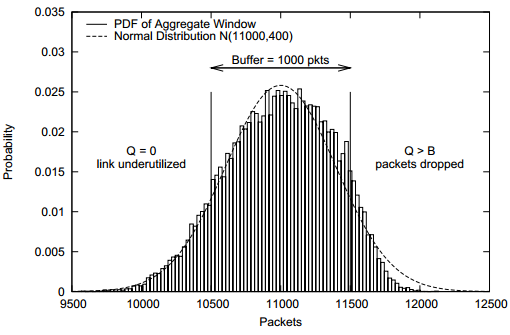 PDF of Aggregate Window
Normal Distribution N(11000,400)
Buffer = 1000 pkts
Q = 0
link underutilized
Q > B
packets dropped
Probability
0.035
0.03
0.025
0.02
0.015
0.01
0.005
0
9500
10000
10500
11000
11500
12000
12500
Packets